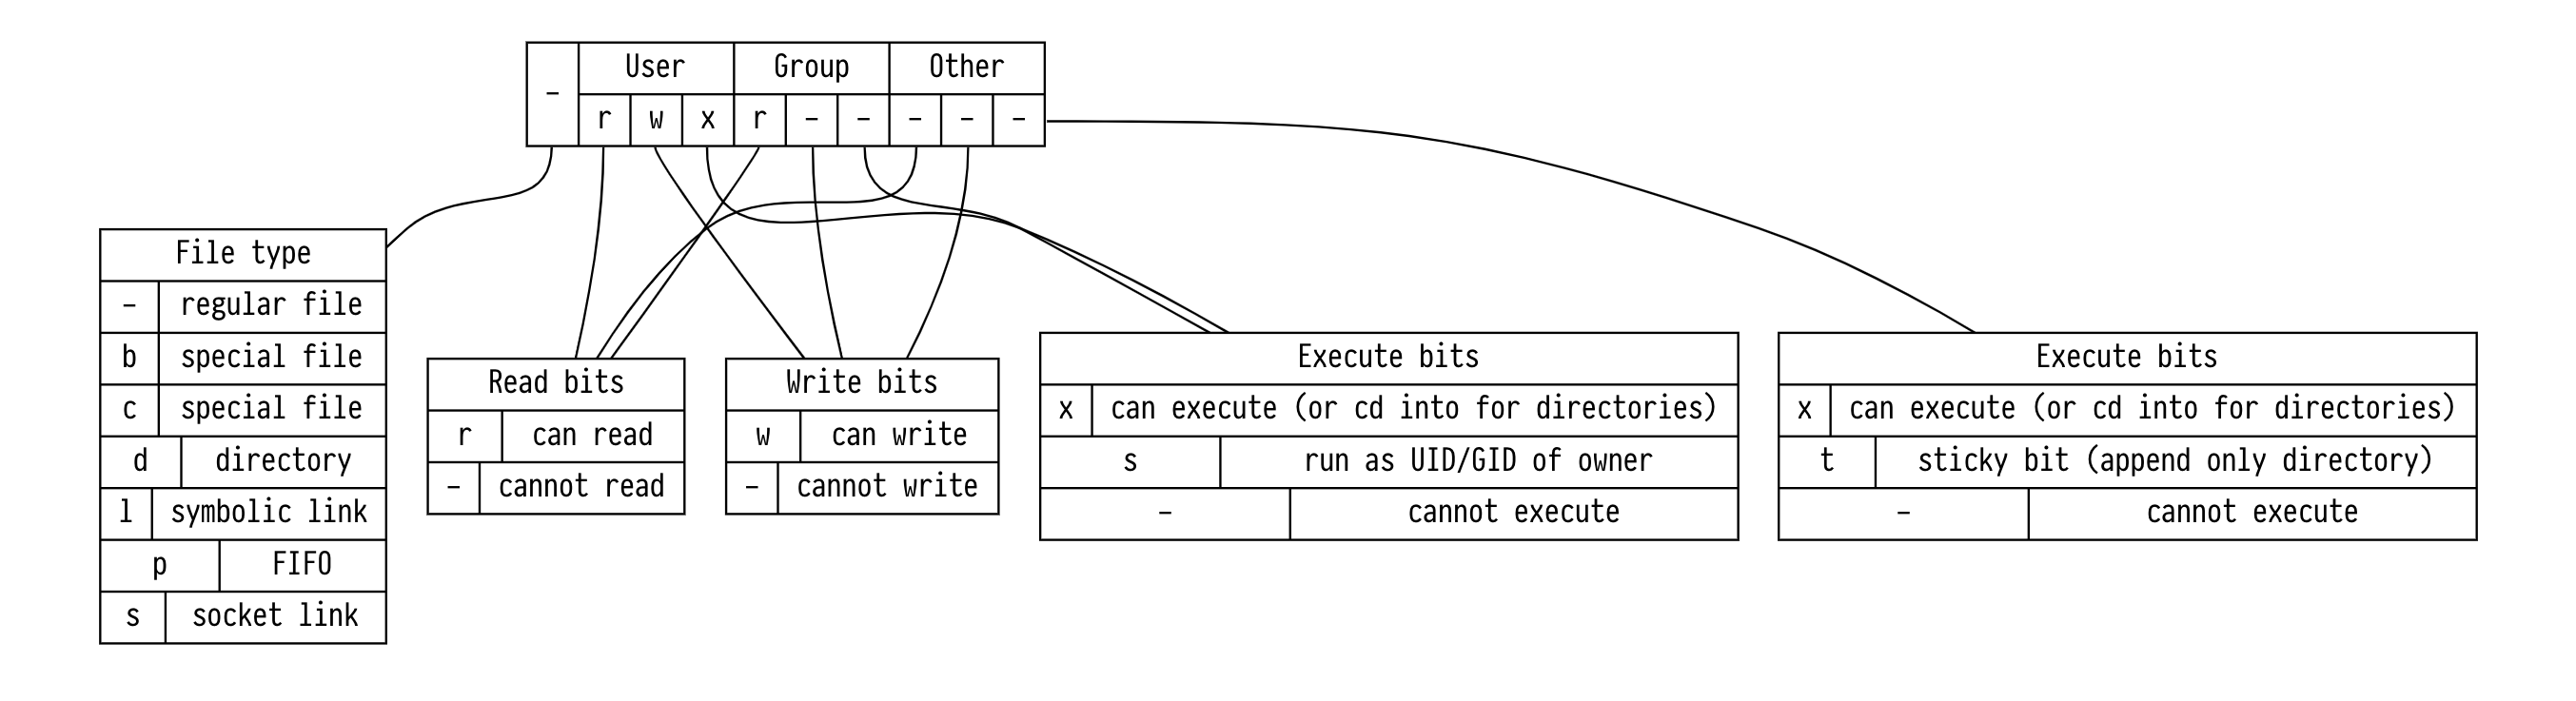 - User Group Other
r w x r - - - - -
File type
- regular file
b special file
c special file
d directory
l symbolic link
p FIFO
s socket link
Read bits
r can read
- cannot read
Write bits
w can write
- cannot write
Execute bits
x can execute (or cd into for directories)
s run as UID/GID of owner
- cannot execute
Execute bits
x can execute (or cd into for directories)
t sticky bit (append only directory)
- cannot execute